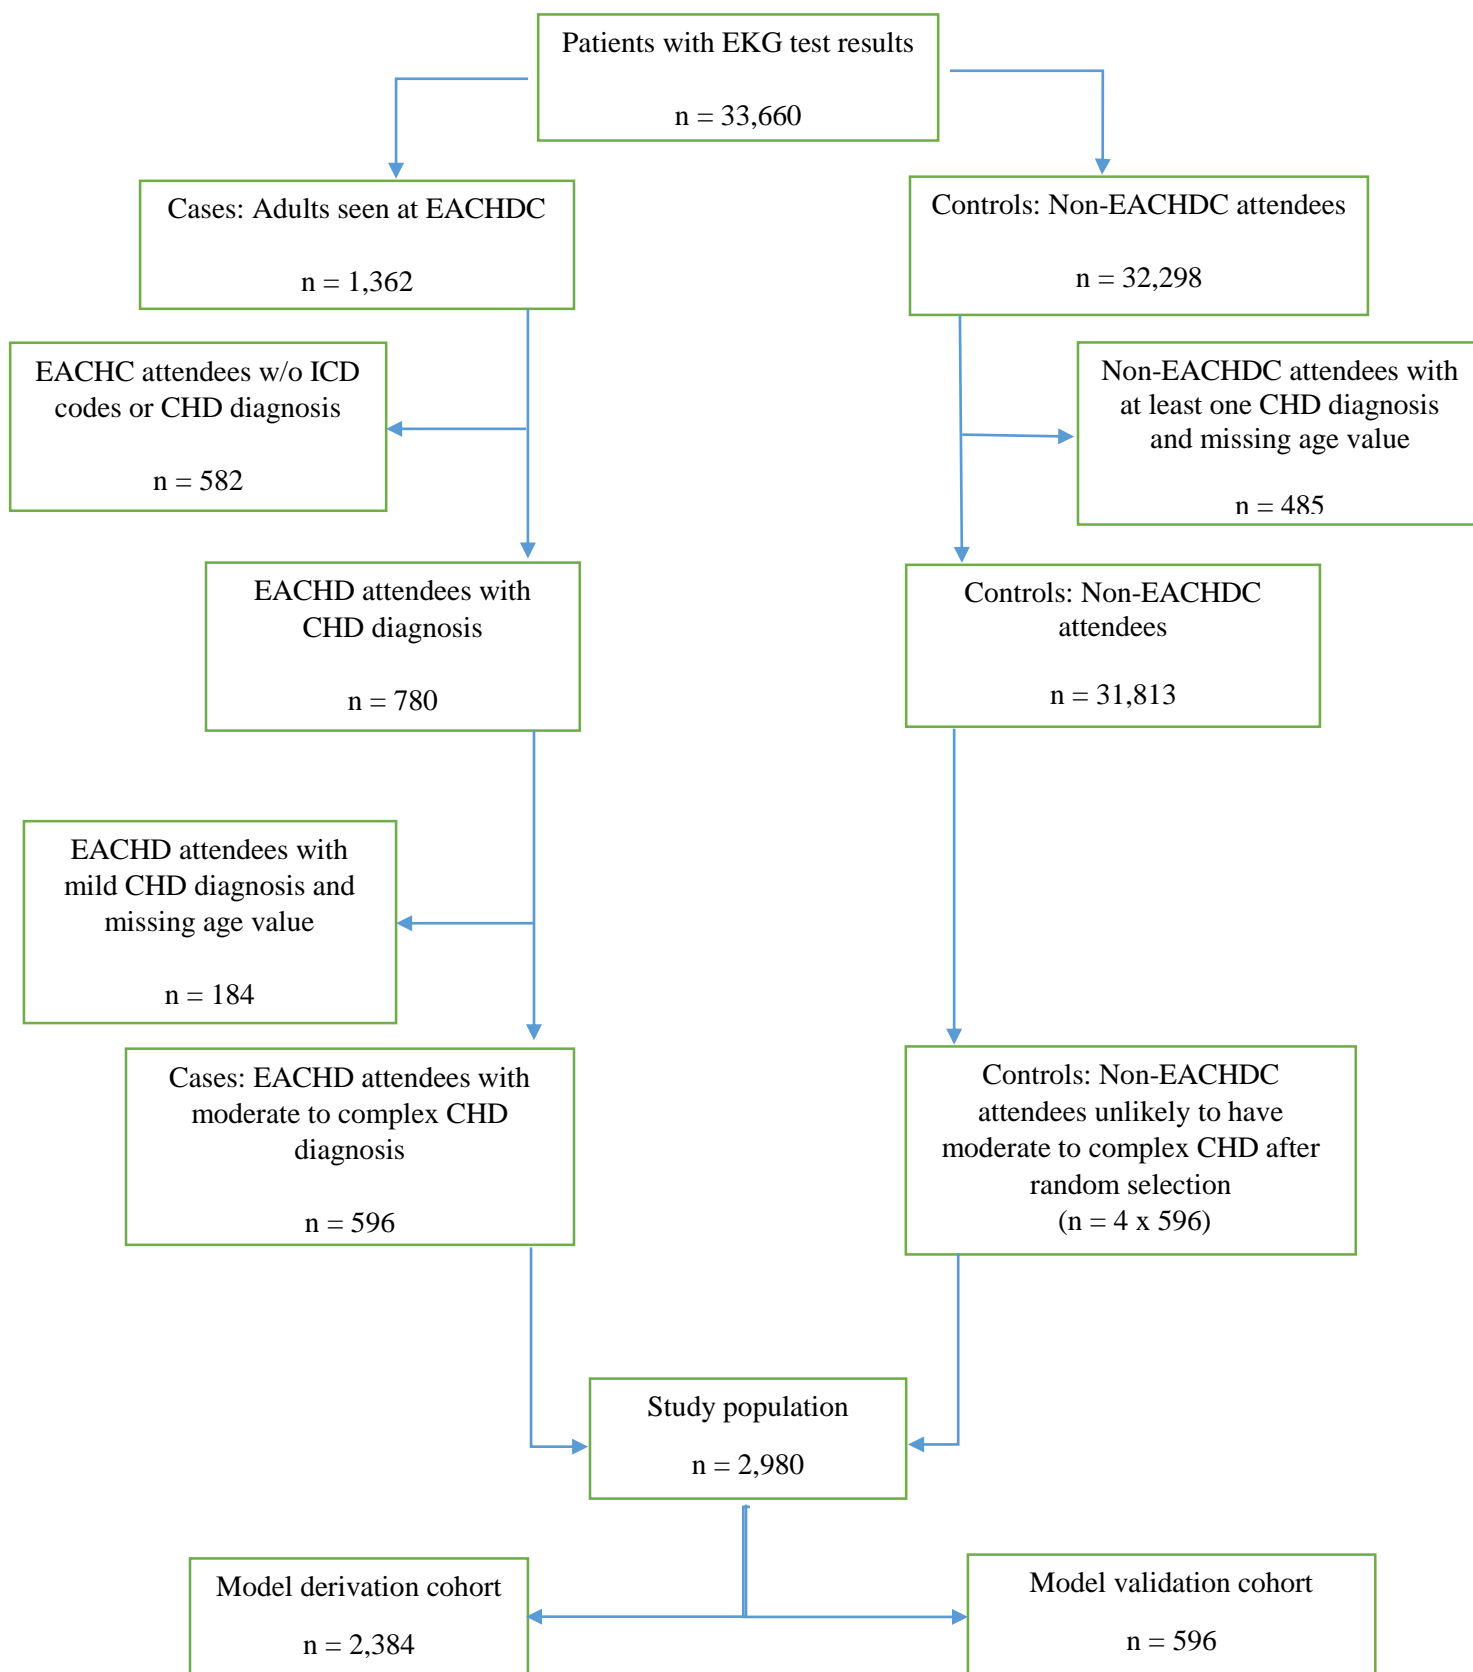 Patients with EKG test results
n = 33,660
Cases: Adults seen at EACHDC
n = 1,362
Controls: Non-EACHDC attendees
n = 32,298
EACHC attendees w/o ICD
codes or CHD diagnosis
n = 582
Non-EACHDC attendees with
at least one CHD diagnosis
and missing age value
n = 485
EACHD attendees with
CHD diagnosis
n = 780
Controls: Non-EACHDC
attendees
n = 31,813
EACHD attendees with
mild CHD diagnosis and
missing age value
n = 184
Cases: EACHD attendees with
moderate to complex CHD
diagnosis
n = 596
Controls: Non-EACHDC
attendees unlikely to have
moderate to complex CHD after
random selection
(n = 4 x 596)
Study population
n = 2,980
Model derivation cohort
n = 2,384
Model validation cohort
n = 596